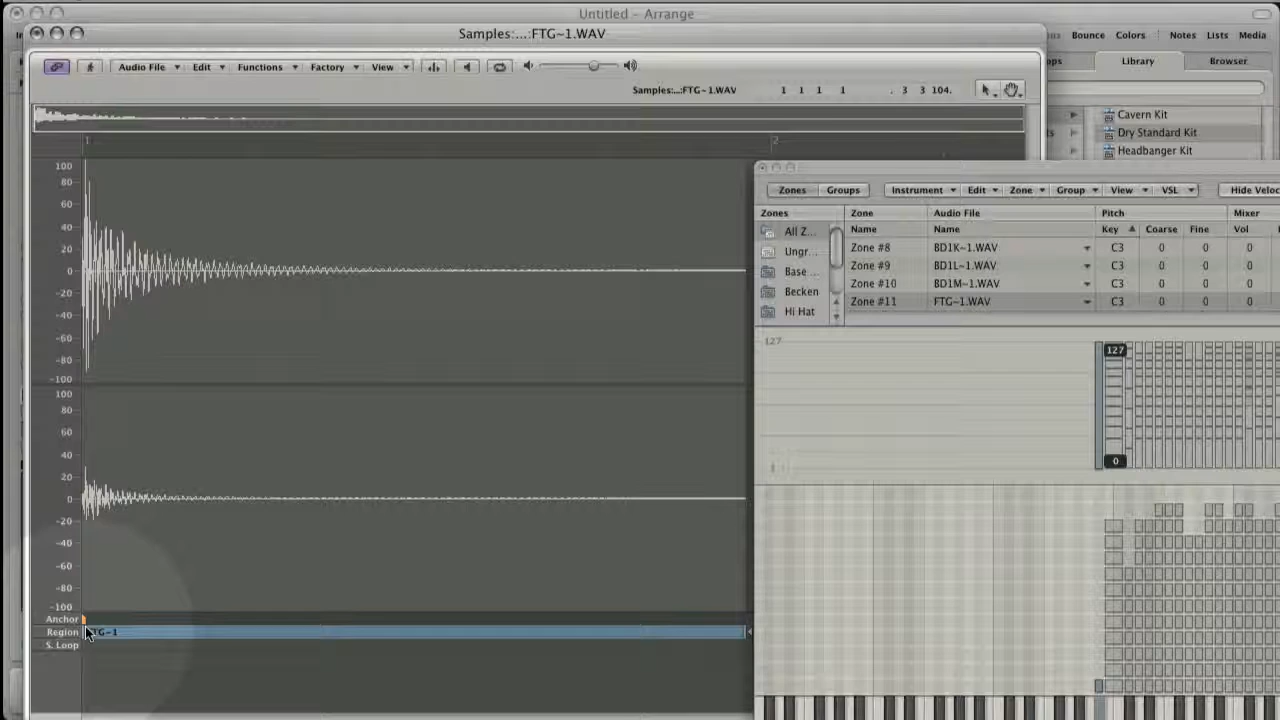 Untitled - Arrange
Samples:...:FTG~1.WAV
Bounce Colors Notes Lists Media
Audio File Edit Functions Factory View
Library Browser
Samples:...:FTG~1.WAV 1 1 1 1 . 3 3 104.
Cavern Kit
Dry Standard Kit
Headbanger Kit
1 2
100
80
60
40
20
0
-20
-40
-60
-80
-100
100
80
60
40
20
0
-20
-40
-60
-80
-100
Anchor
Region
S. Loop
Zones Groups Instrument Edit Zone Group View VSL Hide Veloc
Zones Zone Audio File Pitch Mixer
All Z... Name Name Key Coarse Fine Vol
Ungr... Zone #8 BD1K~1.WAV C3 0 0
Base ... Zone #9 BD1L~1.WAV C3 0 0
Becken Zone #10 BD1M~1.WAV C3 0 0
Hi Hat Zone #11 FTG~1.WAV C3 0 0
127
127
1
0